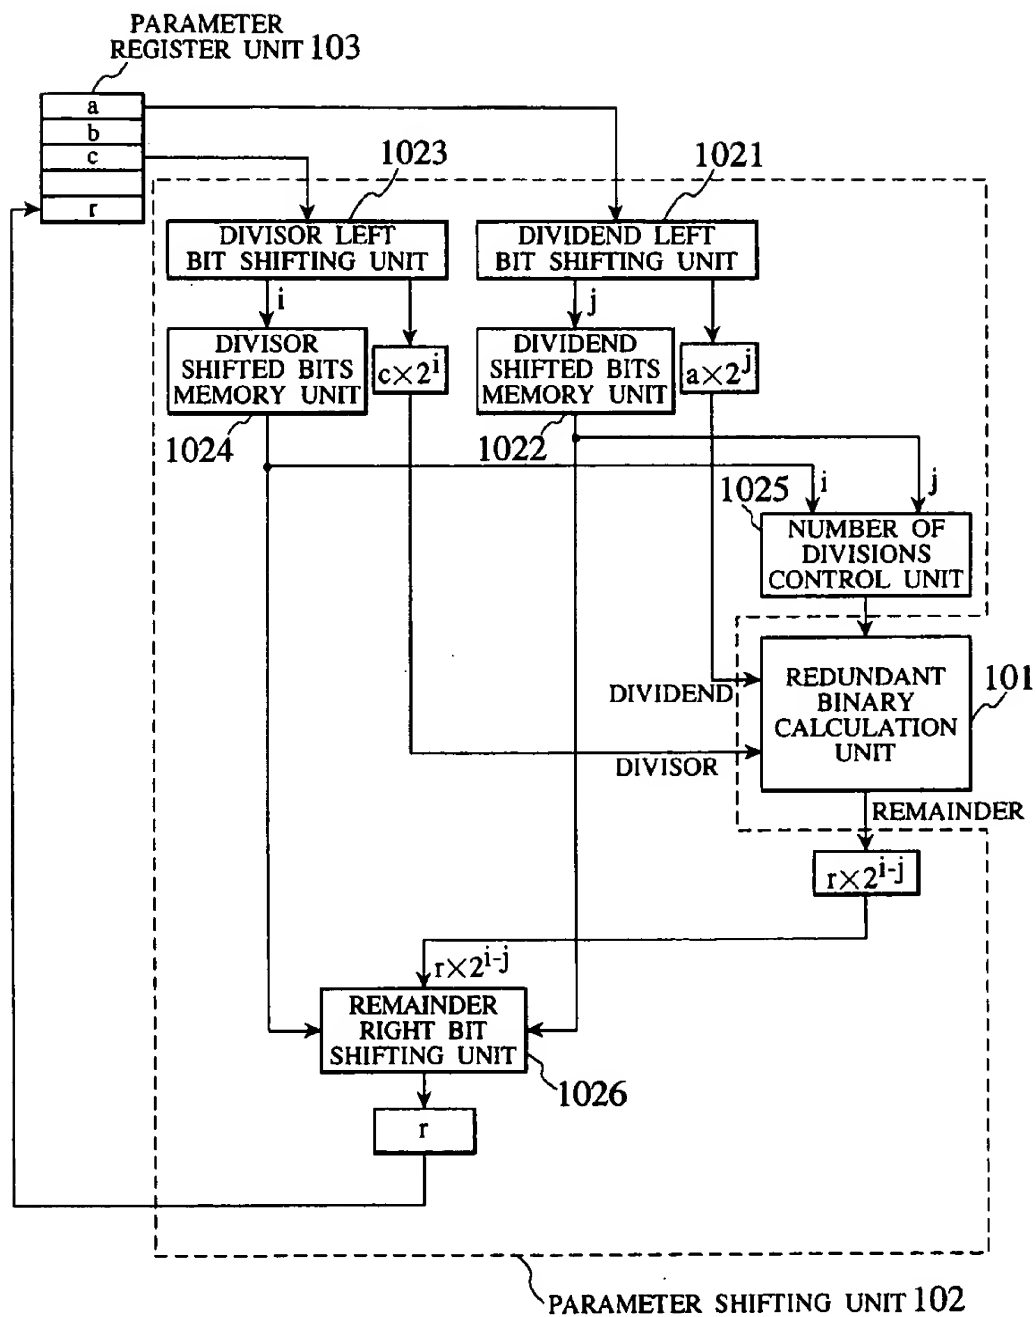 PARAMETER
REGISTER UNIT 103
a
b
c
r
1023
1021
DIVISOR LEFT
BIT SHIFTING UNIT
DIVIDEND LEFT
BIT SHIFTING UNIT
i
j
DIVISOR
SHIFTED BITS
MEMORY UNIT
c×2^i
DIVIDEND
SHIFTED BITS
MEMORY UNIT
a×2^j
1024
1022
1025
i
j
NUMBER OF
DIVISIONS
CONTROL UNIT
DIVIDEND
REDUNDANT
BINARY
CALCULATION
UNIT
101
DIVISOR
REMAINDER
r×2^i-j
r×2^i-j
REMAINDER
RIGHT BIT
SHIFTING UNIT
1026
r
PARAMETER SHIFTING UNIT 102